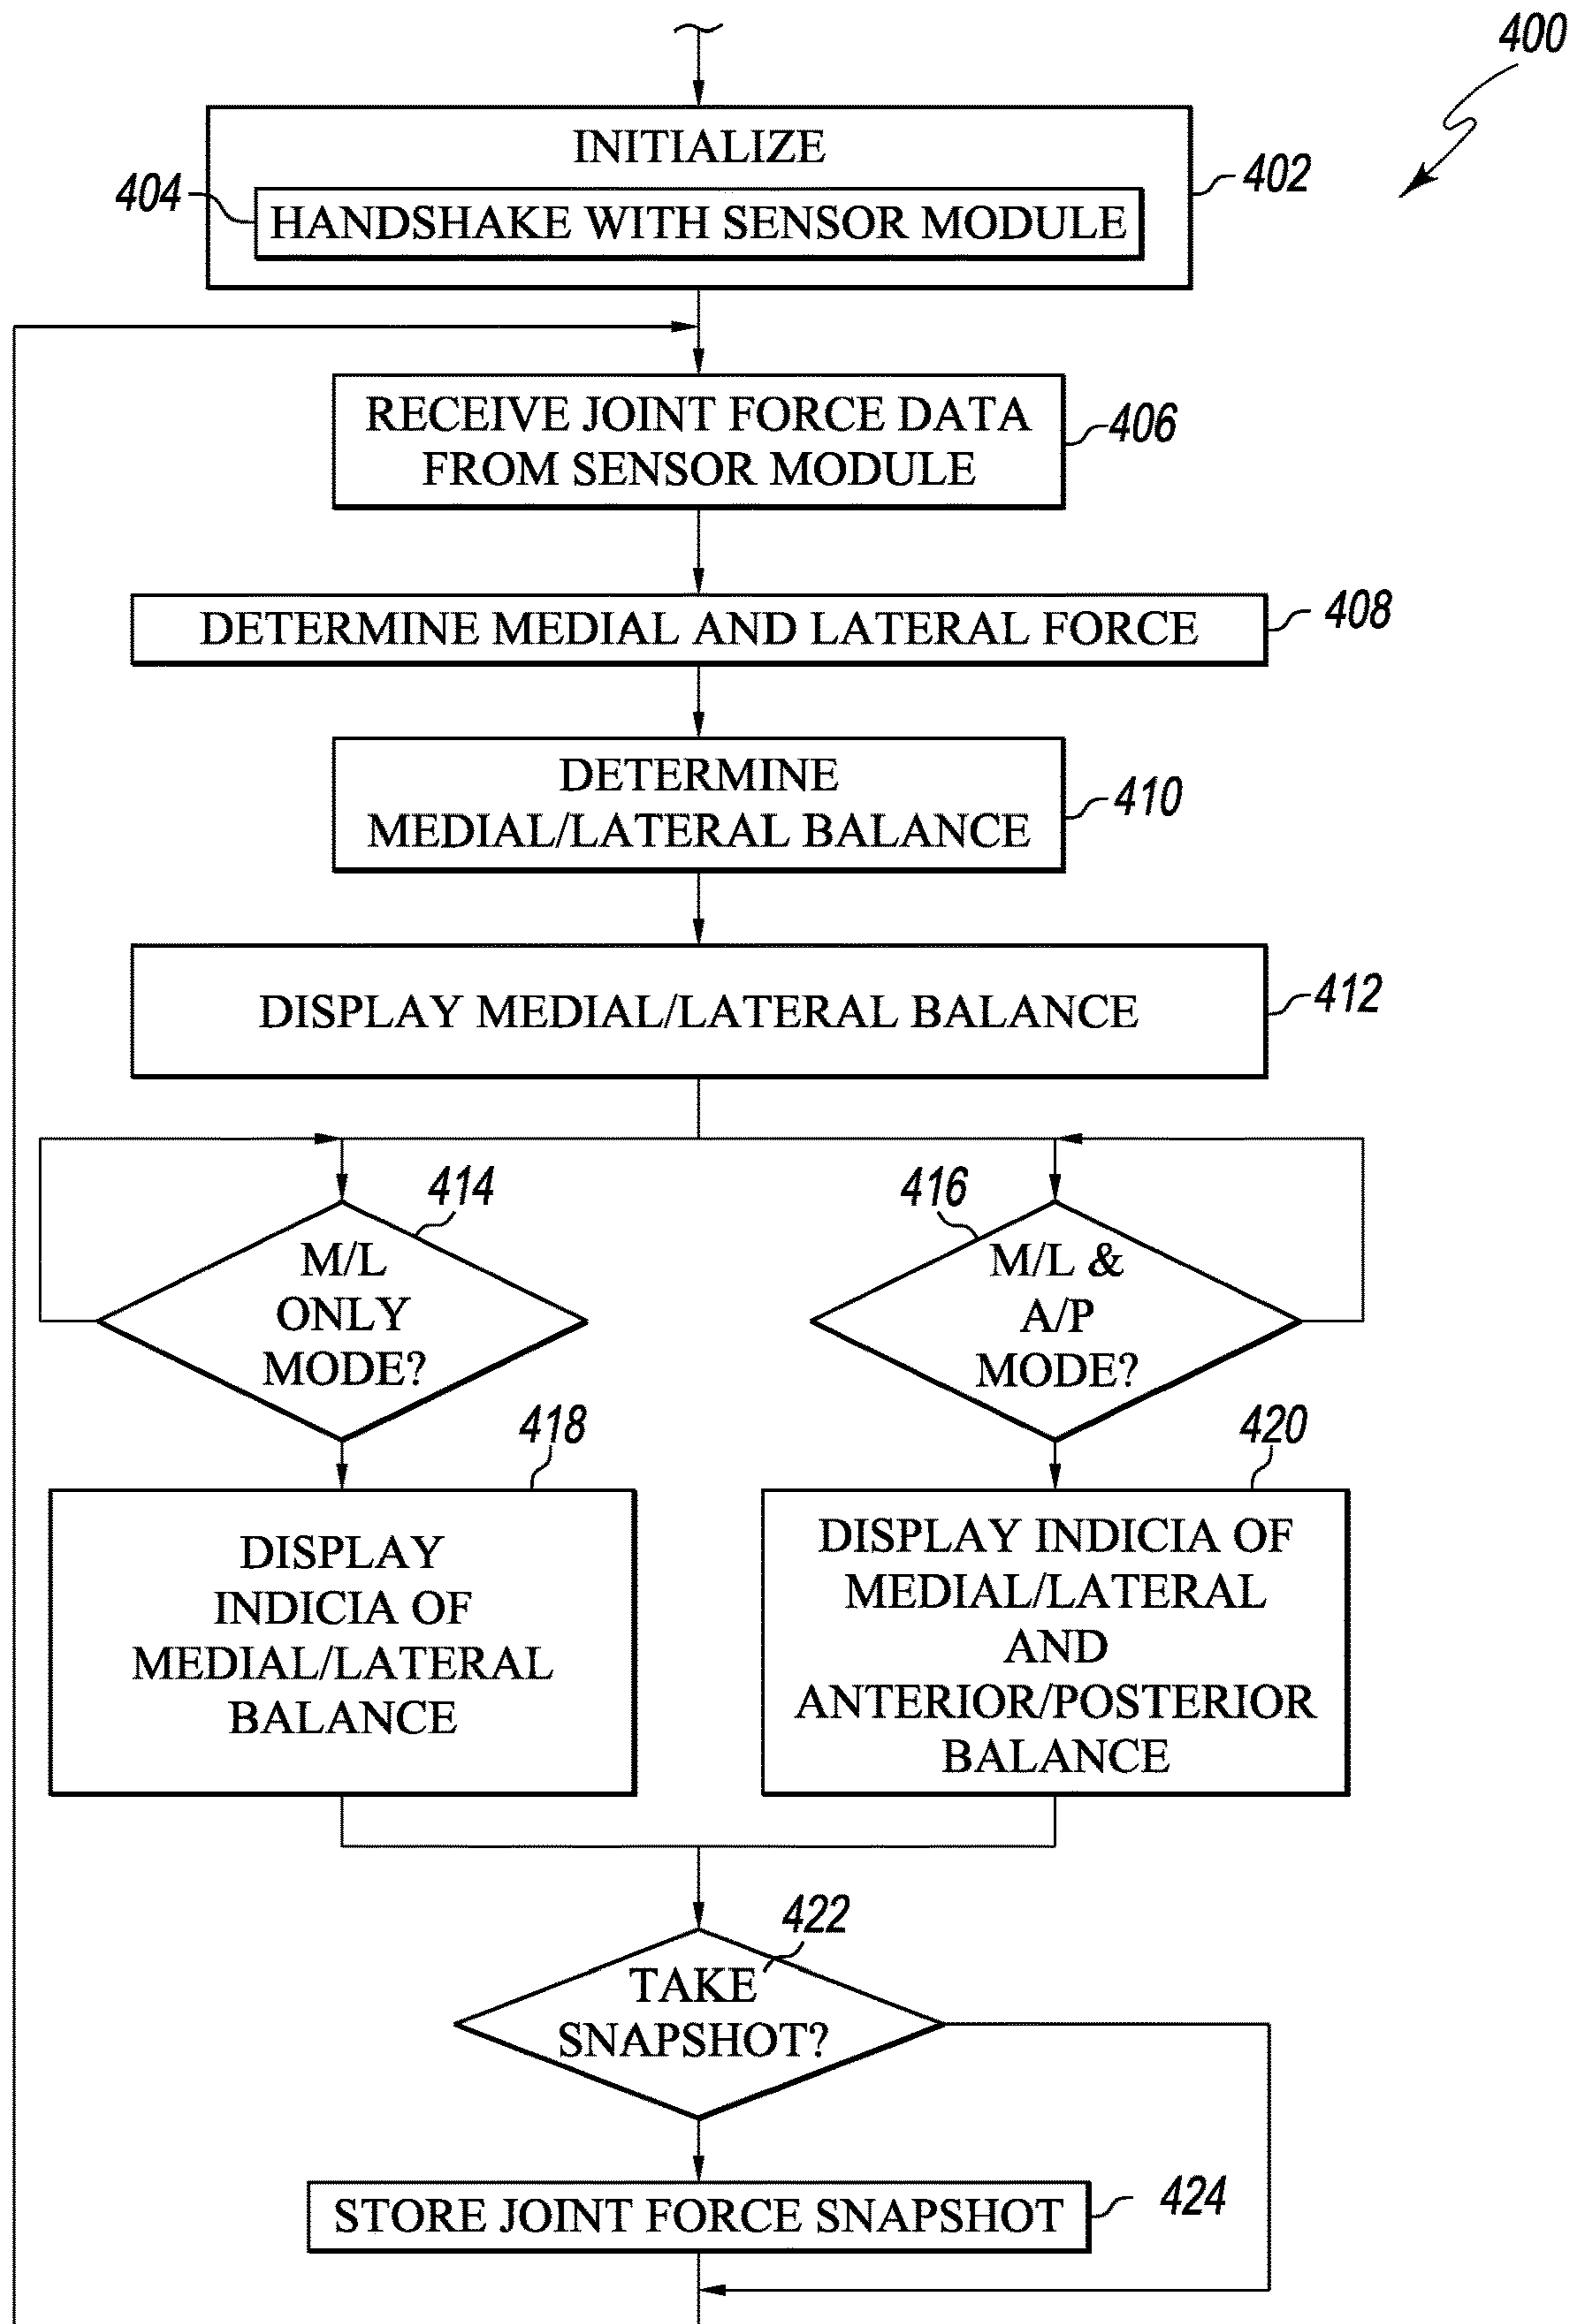 400
INITIALIZE
402
404
HANDSHAKE WITH SENSOR MODULE
RECEIVE JOINT FORCE DATA
FROM SENSOR MODULE
406
DETERMINE MEDIAL AND LATERAL FORCE
408
DETERMINE
MEDIAL/LATERAL BALANCE
410
DISPLAY MEDIAL/LATERAL BALANCE
412
414
M/L
ONLY
MODE?
416
M/L &
A/P
MODE?
418
DISPLAY
INDICIA OF
MEDIAL/LATERAL
BALANCE
420
DISPLAY INDICIA OF
MEDIAL/LATERAL
AND
ANTERIOR/POSTERIOR
BALANCE
422
TAKE
SNAPSHOT?
STORE JOINT FORCE SNAPSHOT
424